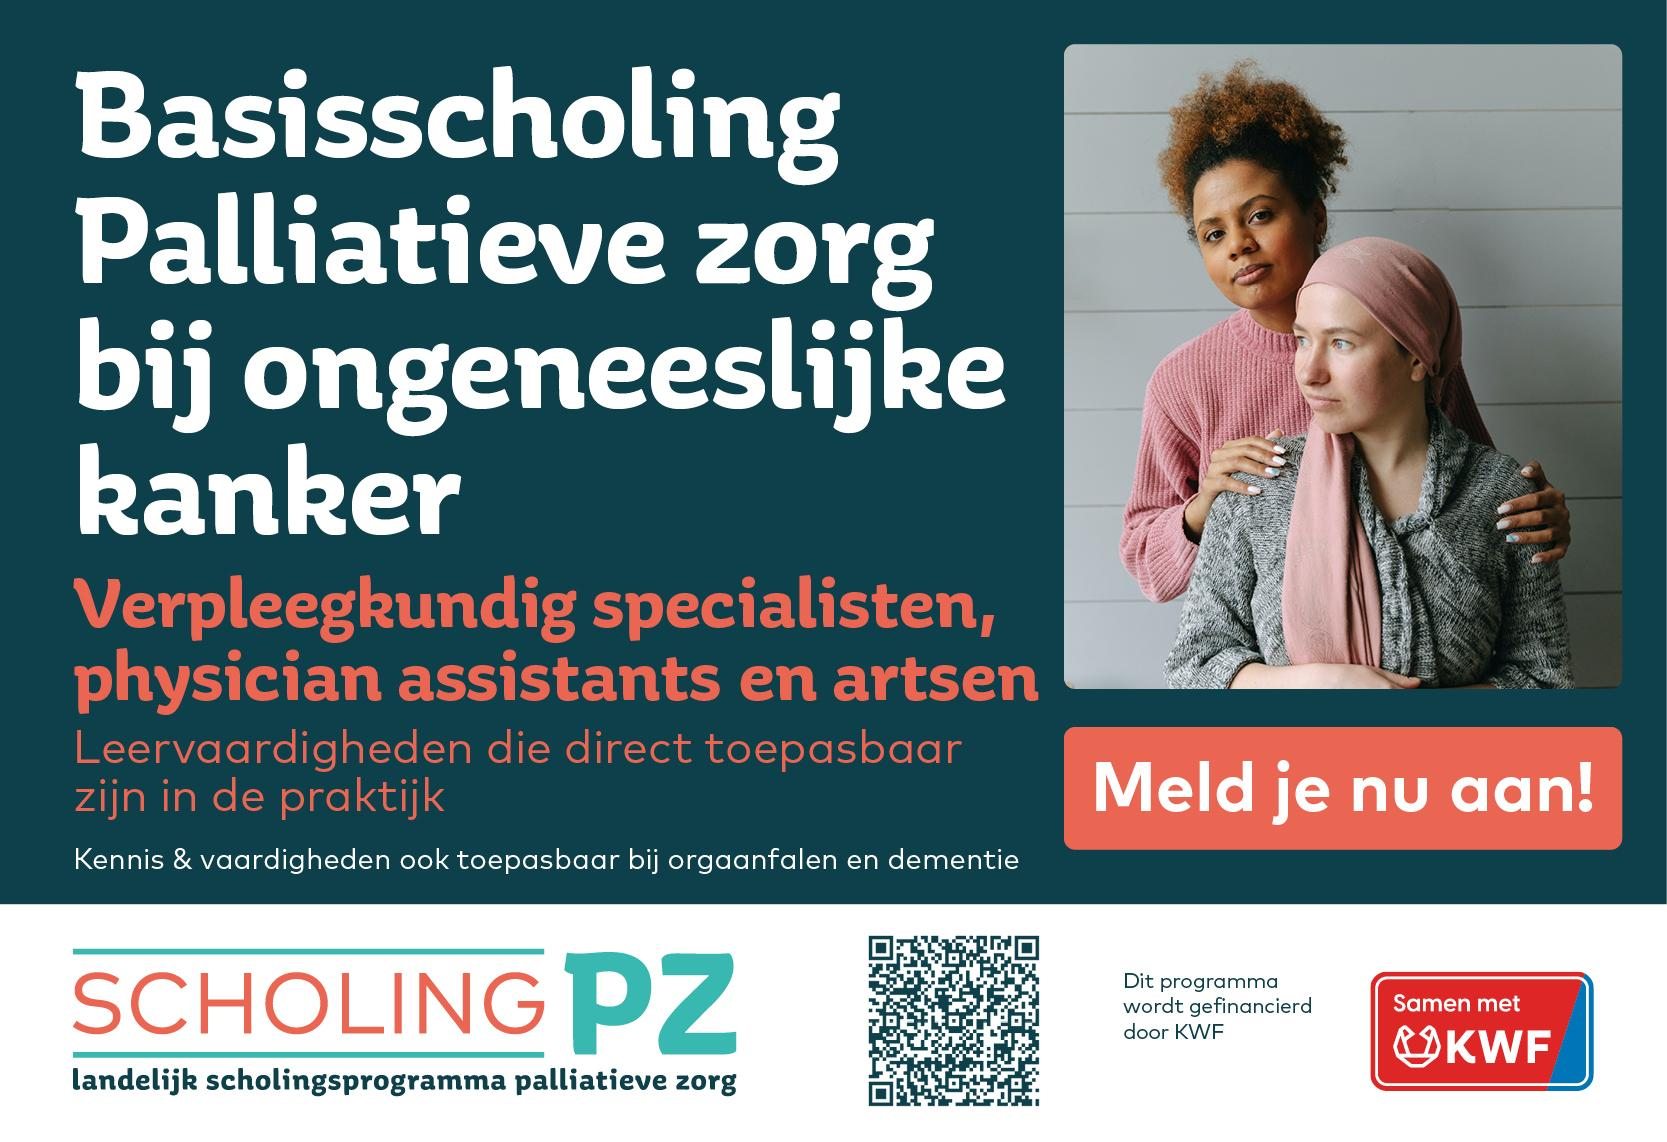 Basisscholing
Palliatieve zorg
bij ongeneeslijke
kanker
Verpleegkundig specialisten,
physician assistants en artsen
Leervaardigheden die direct toepasbaar
zijn in de praktijk
Kennis & vaardigheden ook toepasbaar bij orgaanfalen en dementie
Meld je nu aan!
SCHOLING PZ
landelijk scholingsprogramma palliatieve zorg
Dit programma
wordt gefinancierd
door KWF
Samen met
KWF